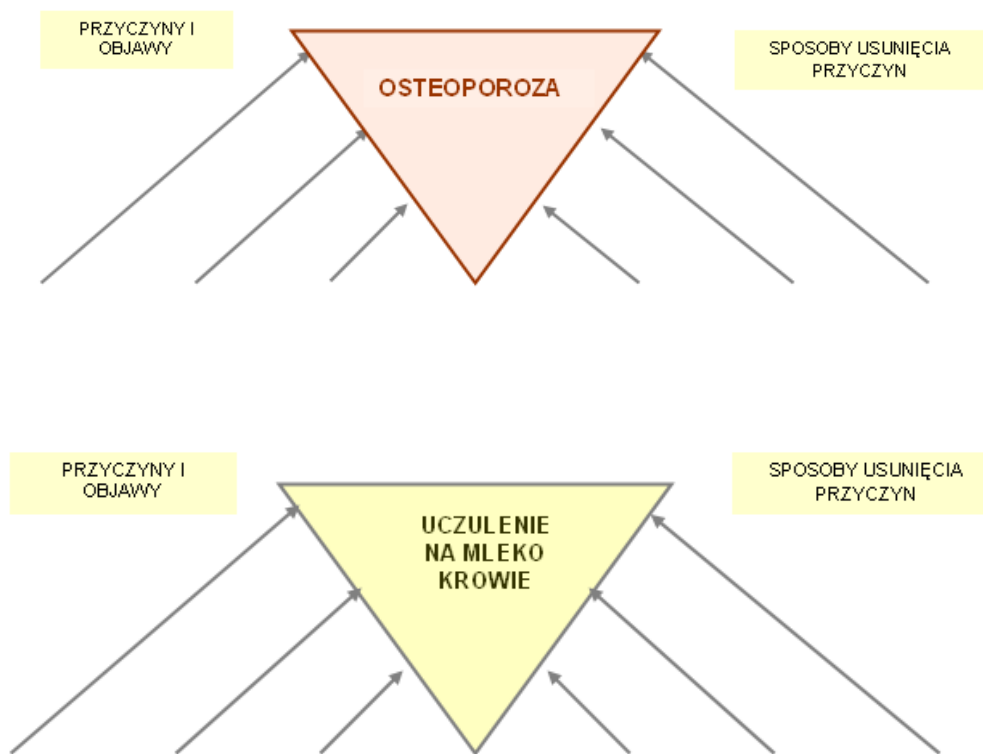 PRZYCZYNY I
OBJAWY
OSTEOPOROZA
SPOSOBY USUNIĘCIA
PRZYCZYN
PRZYCZYNY I
OBJAWY
UCZULENIE
NA MLEKO
KROWIE
SPOSOBY USUNIĘCIA
PRZYCZYN